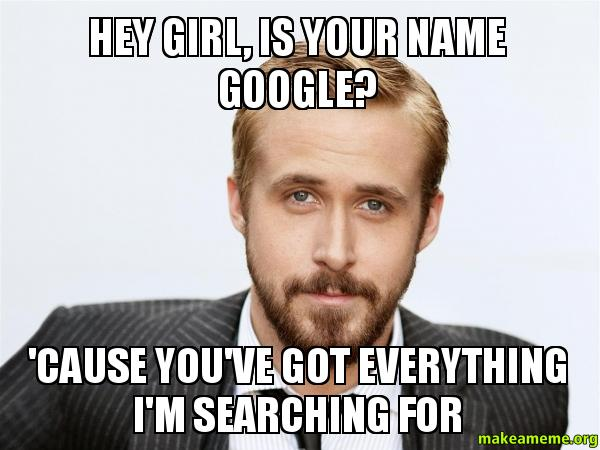 HEY GIRL, IS YOUR NAME
GOOGLE?
'CAUSE YOU'VE GOT EVERYTHING
I'M SEARCHING FOR
makeameme.org